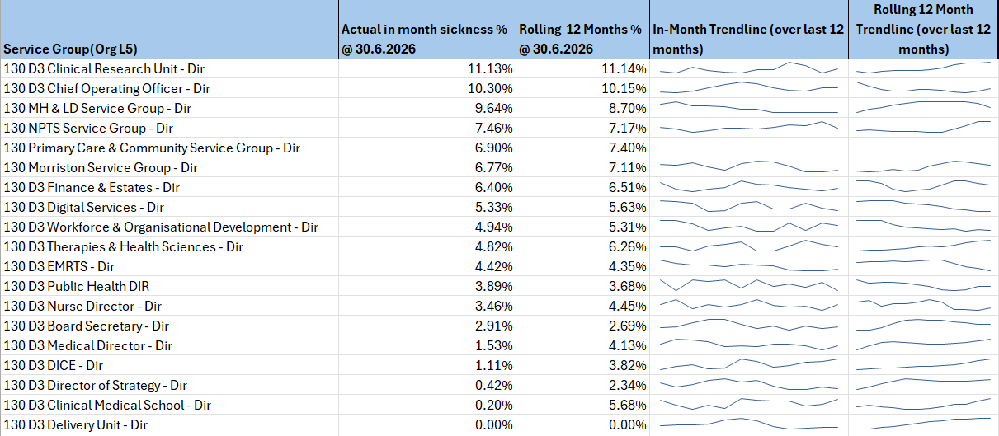 Service Group(Org L5) Actual in month sickness % @ 30.6.2026 Rolling 12 Months % @ 30.6.2026 In-Month Trendline (over last 12 months) Rolling 12 Month Trendline (over last 12 months)
130 D3 Clinical Research Unit - Dir 11.13% 11.14%
130 D3 Chief Operating Officer - Dir 10.30% 10.15%
130 MH & LD Service Group - Dir 9.64% 8.70%
130 NPTS Service Group - Dir 7.46% 7.17%
130 Primary Care & Community Service Group - Dir 6.90% 7.40%
130 Morriston Service Group - Dir 6.77% 7.11%
130 D3 Finance & Estates - Dir 6.40% 6.51%
130 D3 Digital Services - Dir 5.33% 5.63%
130 D3 Workforce & Organisational Development - Dir 4.94% 5.31%
130 D3 Therapies & Health Sciences - Dir 4.82% 6.26%
130 D3 EMRTS - Dir 4.42% 4.35%
130 D3 Public Health DIR 3.89% 3.68%
130 D3 Nurse Director - Dir 3.46% 4.45%
130 D3 Board Secretary - Dir 2.91% 2.69%
130 D3 Medical Director - Dir 1.53% 4.13%
130 D3 DICE - Dir 1.11% 3.82%
130 D3 Director of Strategy - Dir 0.42% 2.34%
130 D3 Clinical Medical School - Dir 0.20% 5.68%
130 D3 Delivery Unit - Dir 0.00% 0.00%